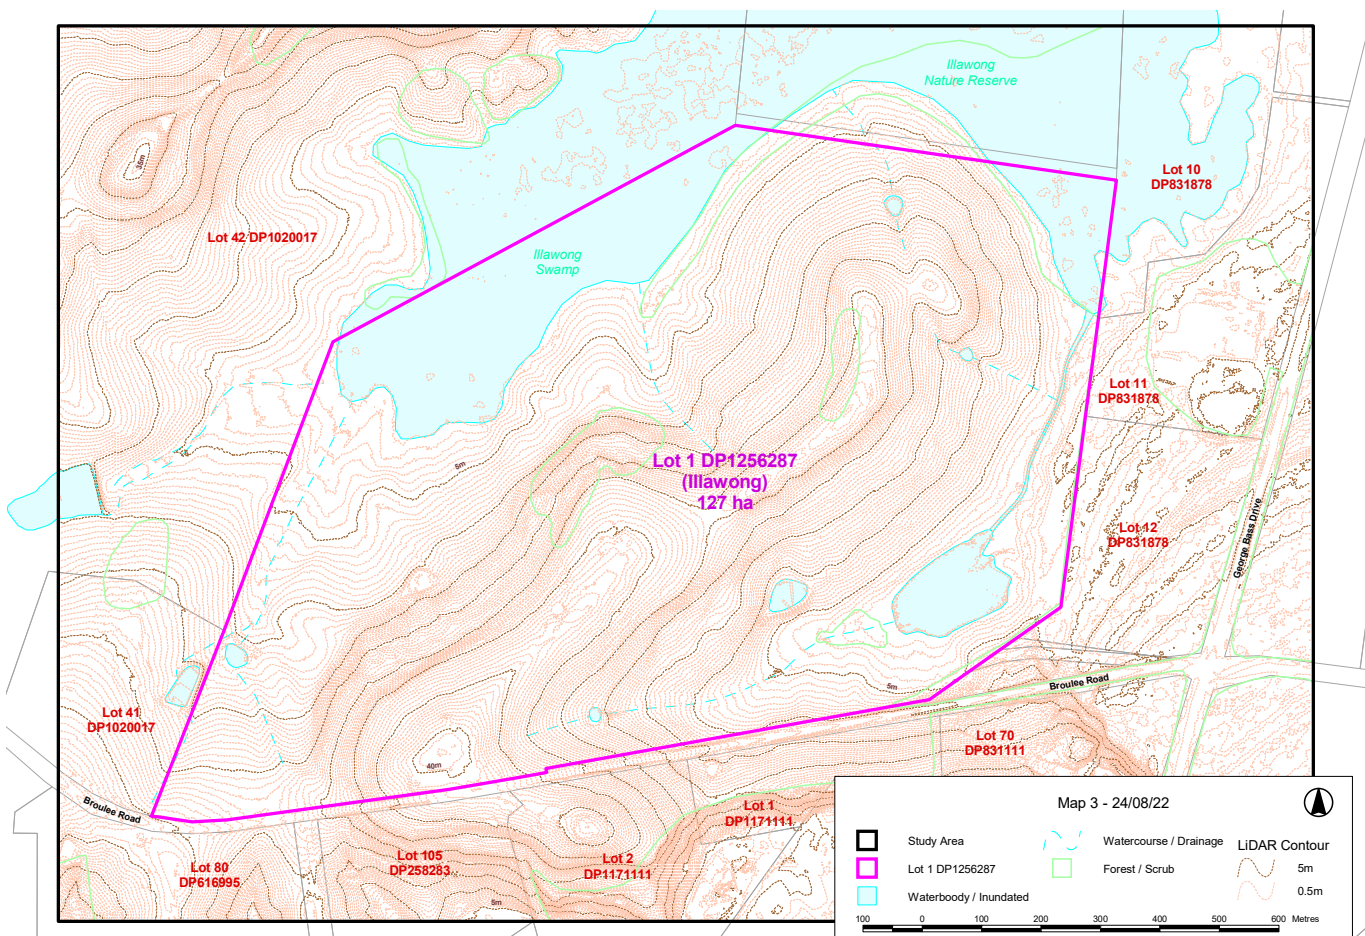 Illawong
Nature Reserve
35m
Lot 10
DP831878
Lot 42 DP1020017
Illawong
Swamp
Lot 11
DP831878
5m
Lot 1 DP1256287
(Illawong)
127 ha
Lot 12
DP831878
George Bass Drive
5m
Broulee Road
Lot 41
DP1020017
Lot 70
DP831111
40m
Broulee Road
Lot 1
DP1171111
Lot 80
DP616995
Lot 105
DP258283
Lot 2
DP1171111
5m
Map 3 - 24/08/22
Study Area
Watercourse / Drainage
LiDAR Contour
Lot 1 DP1256287
Forest / Scrub
5m
0.5m
Waterboody / Inundated
100 0 100 200 300 400 500 600 Metres